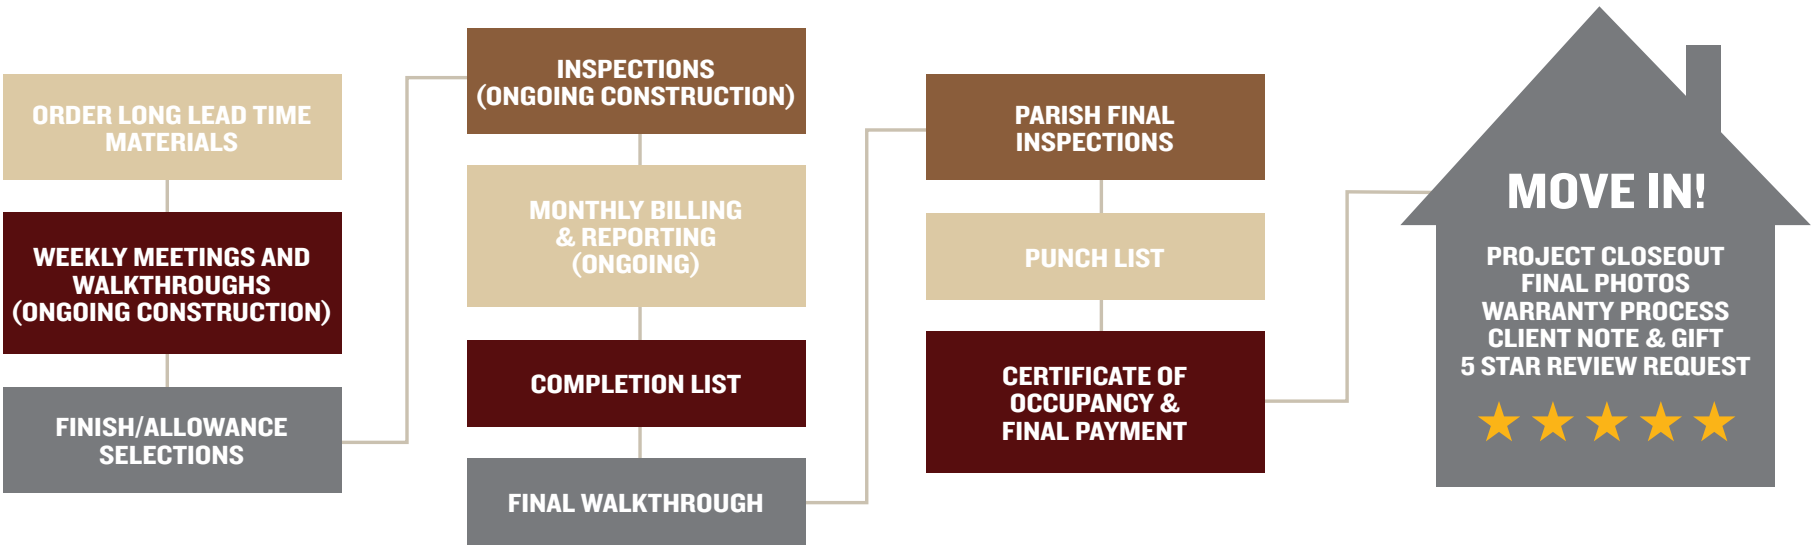 ORDER LONG LEAD TIME
MATERIALS
WEEKLY MEETINGS AND
WALKTHROUGHS
(ONGOING CONSTRUCTION)
FINISH/ALLOWANCE
SELECTIONS
INSPECTIONS
(ONGOING CONSTRUCTION)
MONTHLY BILLING
& REPORTING
(ONGOING)
COMPLETION LIST
FINAL WALKTHROUGH
PARISH FINAL
INSPECTIONS
PUNCH LIST
CERTIFICATE OF
OCCUPANCY &
FINAL PAYMENT
MOVE IN!
PROJECT CLOSEOUT
FINAL PHOTOS
WARRANTY PROCESS
CLIENT NOTE & GIFT
5 STAR REVIEW REQUEST